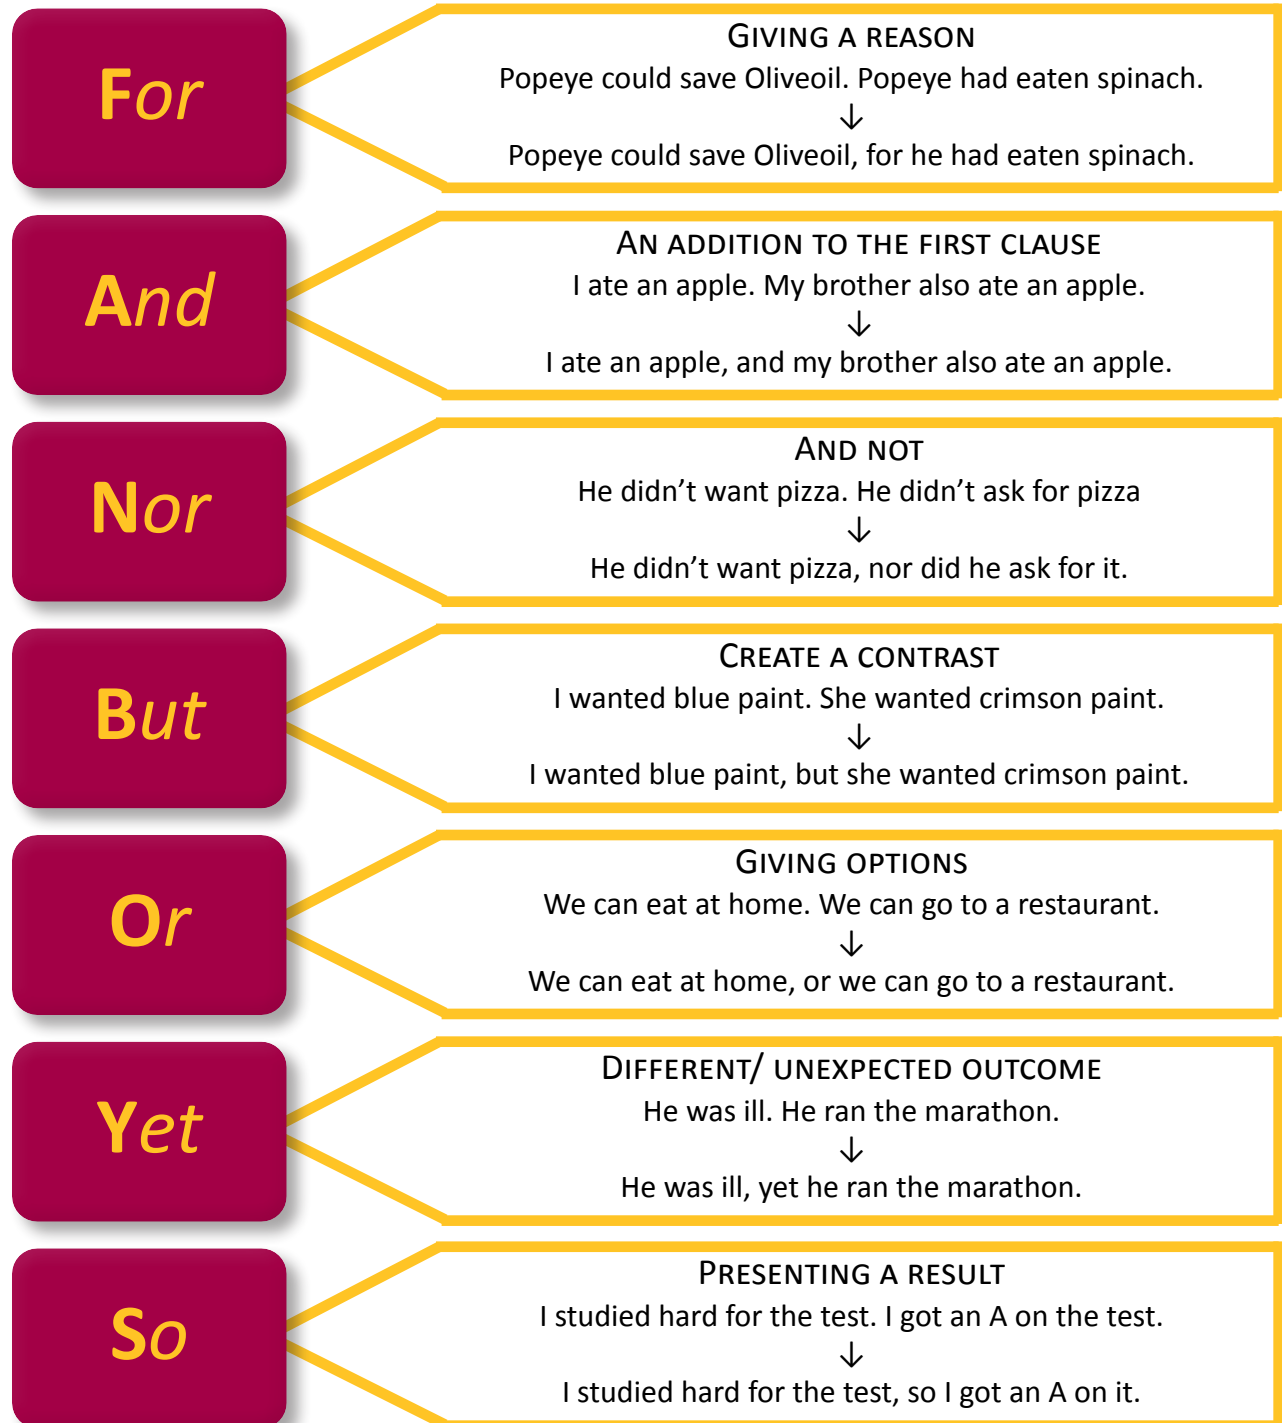 For
GIVING A REASON
Popeye could save Oliveoil. Popeye had eaten spinach.
↓
Popeye could save Oliveoil, for he had eaten spinach.
And
AN ADDITION TO THE FIRST CLAUSE
I ate an apple. My brother also ate an apple.
↓
I ate an apple, and my brother also ate an apple.
Nor
AND NOT
He didn’t want pizza. He didn’t ask for pizza
↓
He didn’t want pizza, nor did he ask for it.
But
CREATE A CONTRAST
I wanted blue paint. She wanted crimson paint.
↓
I wanted blue paint, but she wanted crimson paint.
Or
GIVING OPTIONS
We can eat at home. We can go to a restaurant.
↓
We can eat at home, or we can go to a restaurant.
Yet
DIFFERENT/ UNEXPECTED OUTCOME
He was ill. He ran the marathon.
↓
He was ill, yet he ran the marathon.
So
PRESENTING A RESULT
I studied hard for the test. I got an A on the test.
↓
I studied hard for the test, so I got an A on it.